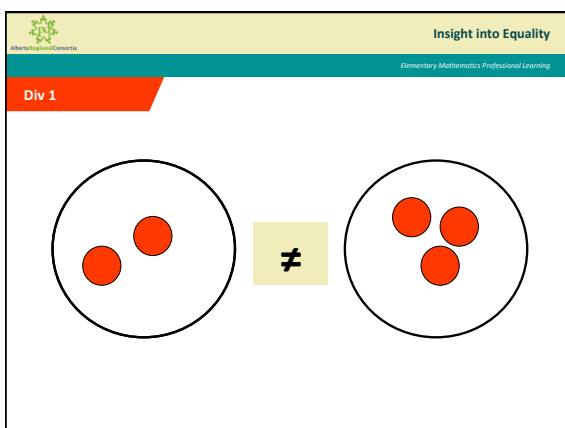 Insight into Equality
AlbertaRegionalConsortia
Elementary Mathematics Professional Learning
Div 1
≠